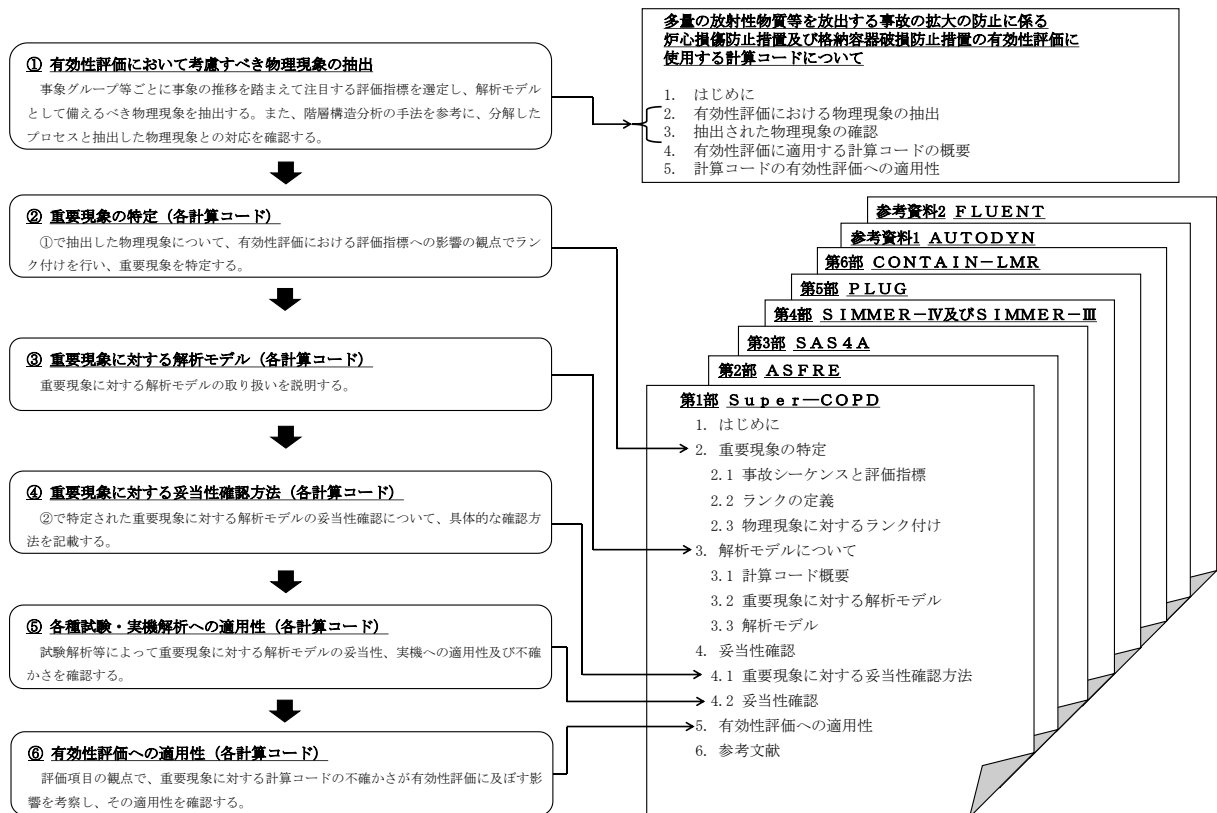 ① 有効性評価において考慮すべき物理現象の抽出
事象グループ等ごとに事象の推移を踏まえて注目する評価指標を選定し、解析モデル
として備えるべき物理現象を抽出する。また、階層構造分析の手法を参考に、分解した
プロセスと抽出した物理現象との対応を確認する。
② 重要現象の特定（各計算コード）
①で抽出した物理現象について、有効性評価における評価指標への影響の観点でラン
ク付けを行い、重要現象を特定する。
③ 重要現象に対する解析モデル（各計算コード）
重要現象に対する解析モデルの取り扱いを説明する。
④ 重要現象に対する妥当性確認方法（各計算コード）
②で特定された重要現象に対する解析モデルの妥当性確認について、具体的な確認方
法を記載する。
⑤ 各種試験・実機解析への適用性（各計算コード）
試験解析等によって重要現象に対する解析モデルの妥当性、実機への適用性及び不確
かさを確認する。
⑥ 有効性評価への適用性（各計算コード）
評価項目の観点で、重要現象に対する計算コードの不確かさが有効性評価に及ぼす影
響を考察し、その適用性を確認する。
多量の放射性物質等を放出する事故の拡大の防止に係る
炉心損傷防止措置及び格納容器破損防止措置の有効性評価に
使用する計算コードについて
1. はじめに
2. 有効性評価における物理現象の抽出
3. 抽出された物理現象の確認
4. 有効性評価に適用する計算コードの概要
5. 計算コードの有効性評価への適用性
参考資料2 ＦＬＵＥＮＴ
参考資料1 ＡＵＴＯＤＹＮ
第6部 ＣＯＮＴＡＩＮ－ＬＭＲ
第5部 ＰＬＵＧ
第4部 ＳＩＭＭＥＲ－Ⅳ及びＳＩＭＭＥＲ－Ⅲ
第3部 ＳＡＳ４Ａ
第2部 ＡＳＦＲＥ
第1部 Ｓｕｐｅｒ－ＣＯＰＤ
1. はじめに
2. 重要現象の特定
2.1 事故シーケンスと評価指標
2.2 ランクの定義
2.3 物理現象に対するランク付け
3. 解析モデルについて
3.1 計算コード概要
3.2 重要現象に対する解析モデル
3.3 解析モデル
4. 妥当性確認
4.1 重要現象に対する妥当性確認方法
4.2 妥当性確認
5. 有効性評価への適用性
6. 参考文献